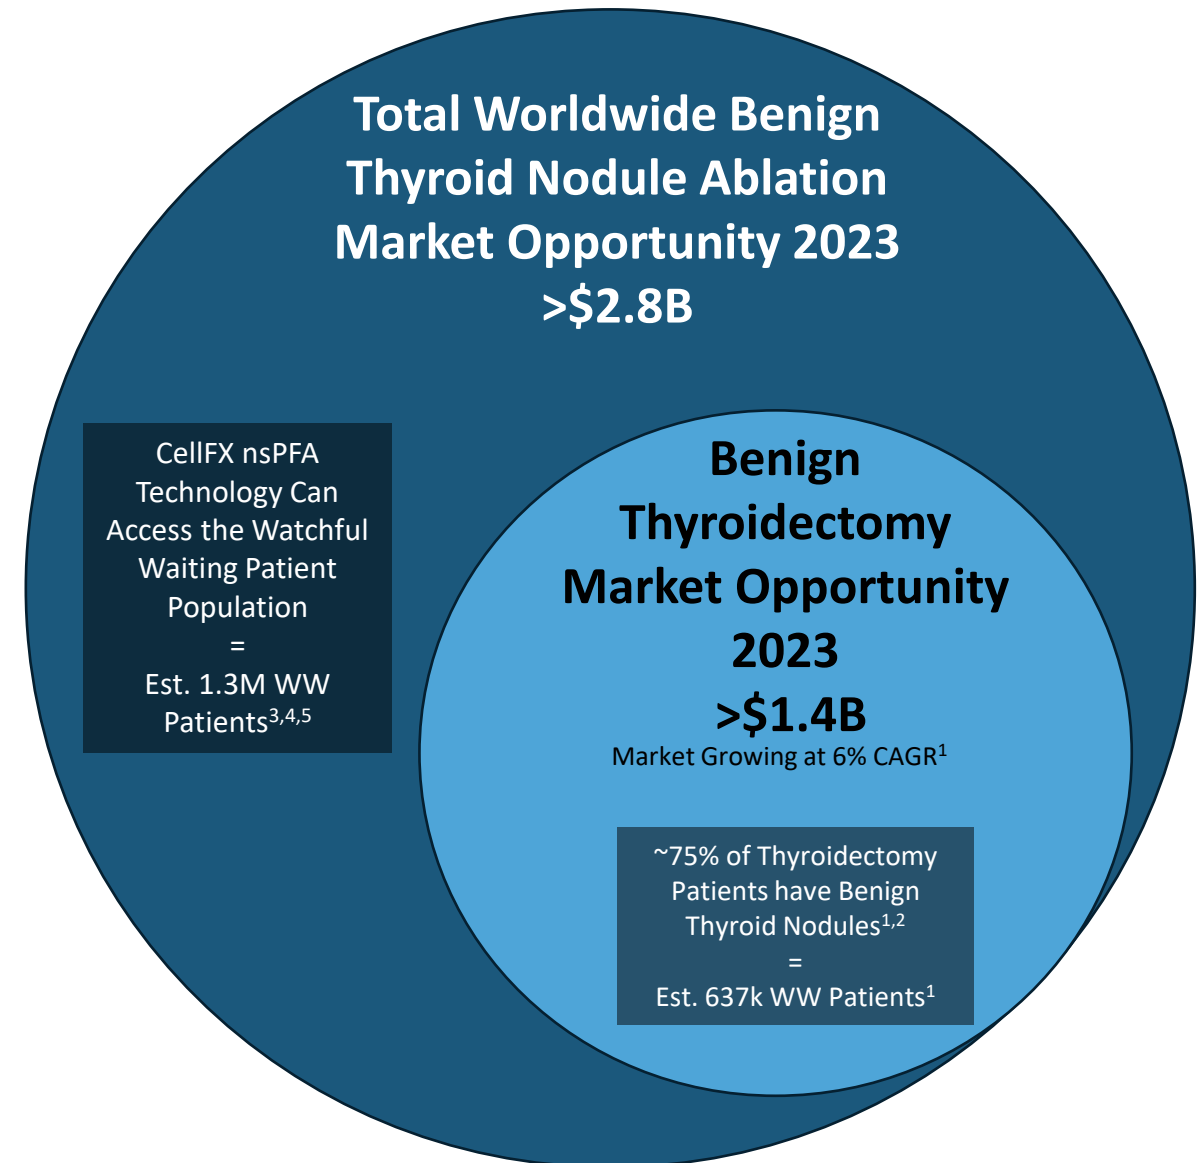 Total Worldwide Benign
Thyroid Nodule Ablation
Market Opportunity 2023
>$2.8B
CellFX nsPFA
Technology Can
Access the Watchful
Waiting Patient
Population
=
Est. 1.3M WW
Patients3,4,5
Benign
Thyroidectomy
Market Opportunity
2023
>$1.4B
Market Growing at 6% CAGR1
~75% of Thyroidectomy
Patients have Benign
Thyroid Nodules1,2
=
Est. 637k WW Patients1